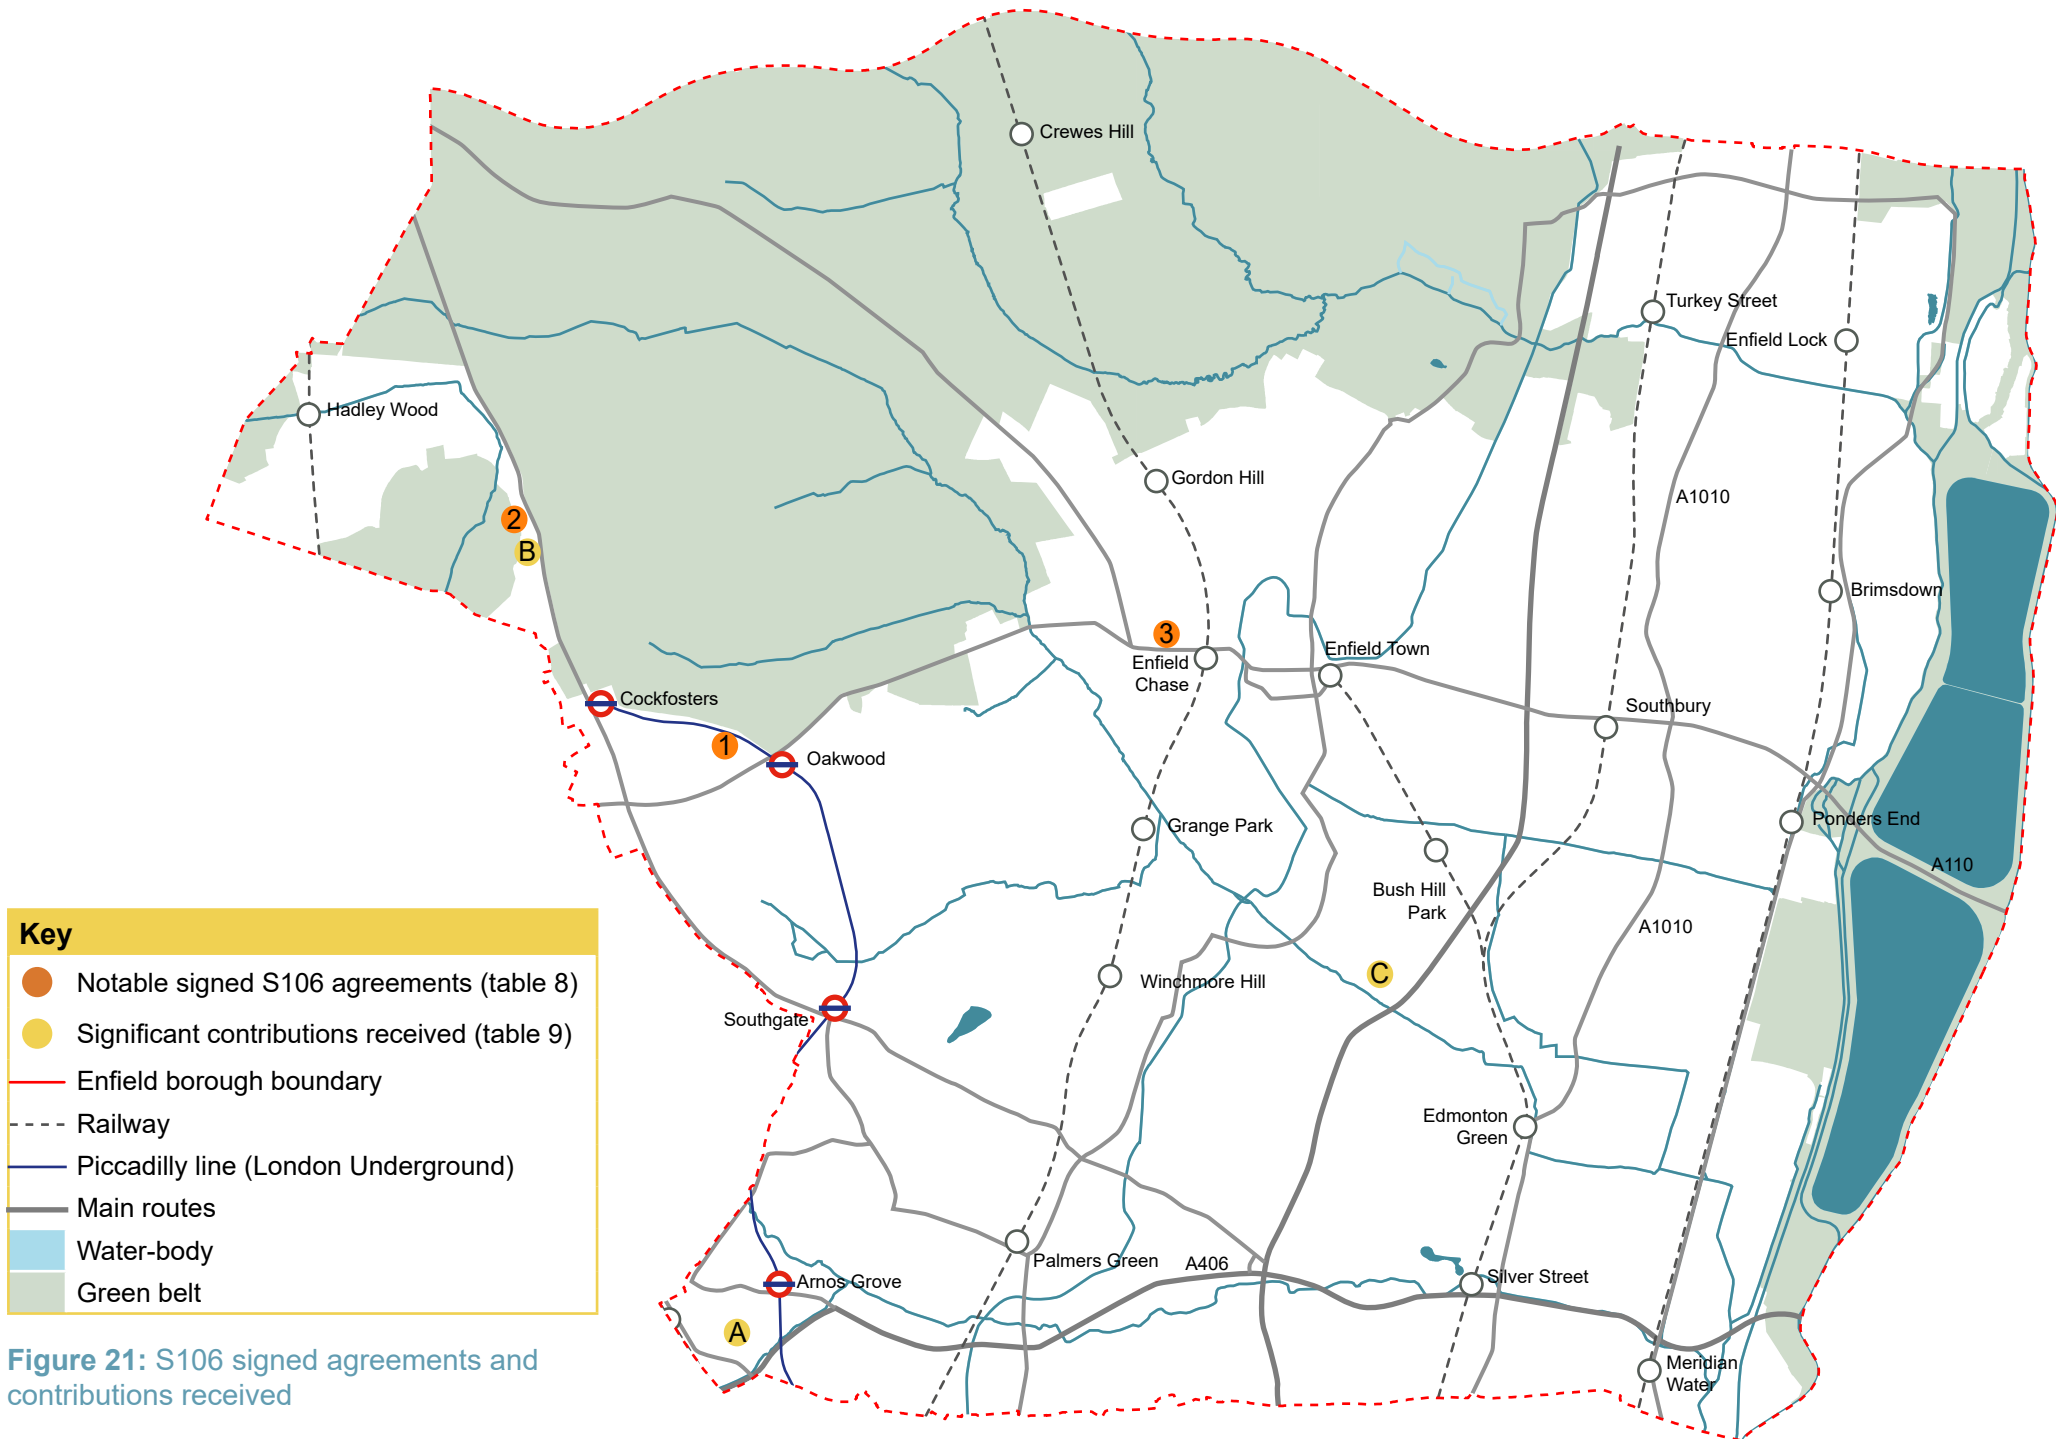 Crewes Hill
Turkey Street
Enfield Lock
Hadley Wood
Gordon Hill
A1010
2
B
Brimsdown
3
Enfield
Chase
Enfield Town
Cockfosters
Southbury
1
Oakwood
Grange Park
Ponders End
A110
Bush Hill
Park
A1010
C
Winchmore Hill
Southgate
Edmonton
Green
Palmers Green
A406
Arnos Grove
Silver Street
A
Meridian
Water
Key
Notable signed S106 agreements (table 8)
Significant contributions received (table 9)
Enfield borough boundary
Railway
Piccadilly line (London Underground)
Main routes
Water-body
Green belt
Figure 21: S106 signed agreements and
contributions received